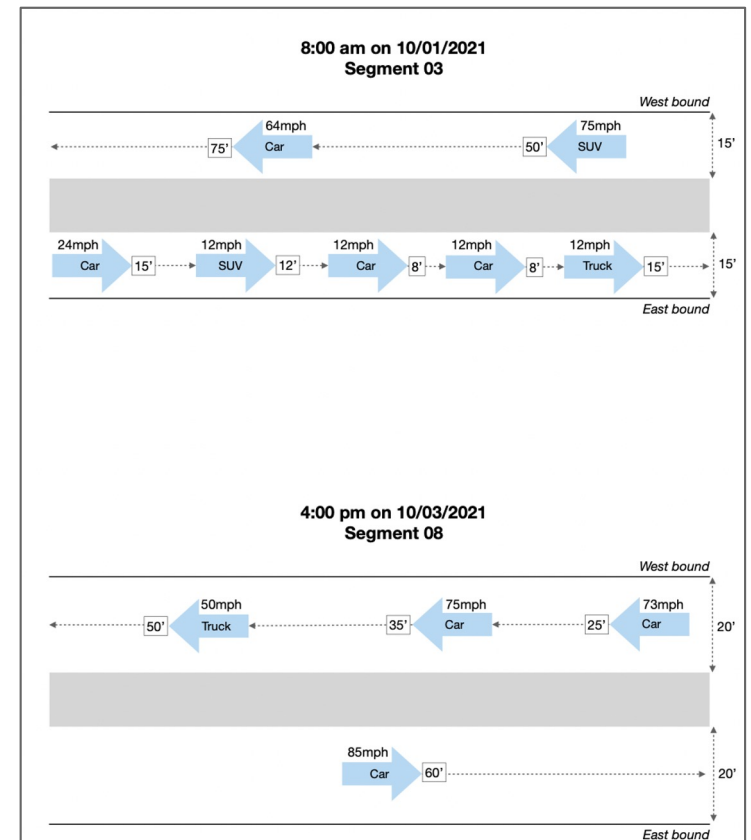 8:00 am on 10/01/2021
Segment 03
West bound
64mph
75mph
75’
Car
50’
SUV
15’
24mph
12mph
12mph
12mph
12mph
Car
15’
SUV
12’
Car
8’
Car
8’
Truck
15’
15’
East bound
4:00 pm on 10/03/2021
Segment 08
West bound
50mph
75mph
73mph
50’
Truck
35’
Car
25’
Car
20’
85mph
Car
60’
20’
East bound